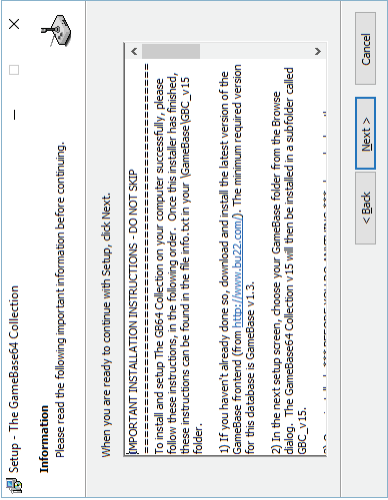 Setup - The GameBase64 Collection
Information
Please read the following important information before continuing.
When you are ready to continue with Setup, click Next.
IMPORTANT INSTALLATION INSTRUCTIONS - DO NOT SKIP
================================================
To install and setup The GB64 Collection on your computer successfully, please
follow these instructions, in the following order.  Once this installer has finished,
these instructions can be found in the file info.txt in your \GameBase\GBC_v15
folder.
1) If you haven't already done so, download and install the latest version of the
GameBase frontend (from http://www.bu22.com/). The minimum required version
for this database is GameBase v1.3.
2) In the next setup screen, choose your GameBase folder from the Browse
dialog.  The GameBase64 Collection v15 will then be installed in a subfolder called
GBC_v15.
< Back
Next >
Cancel